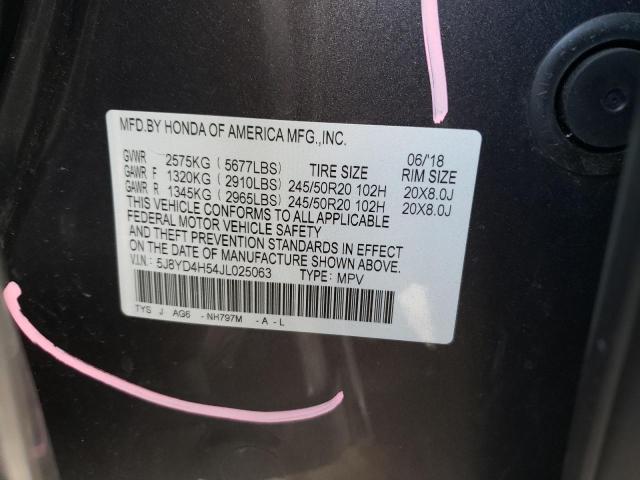 MFD.BY HONDA OF AMERICA MFG.,INC.
06/18
GVWR 2575KG ( 5677LBS) TIRE SIZE RIM SIZE
GAWR F 1320KG ( 2910LBS) 245/50R20 102H 20X8.0J
GAWR R 1345KG ( 2965LBS) 245/50R20 102H 20X8.0J
THIS VEHICLE CONFORMS TO ALL APPLICABLE
FEDERAL MOTOR VEHICLE SAFETY
AND THEFT PREVENTION STANDARDS IN EFFECT
ON THE DATE OF MANUFACTURE SHOWN ABOVE.
V.I.N.: 5J8YD4H54JL025063 TYPE: MPV
TYS J AG6 -NH797M -A-L